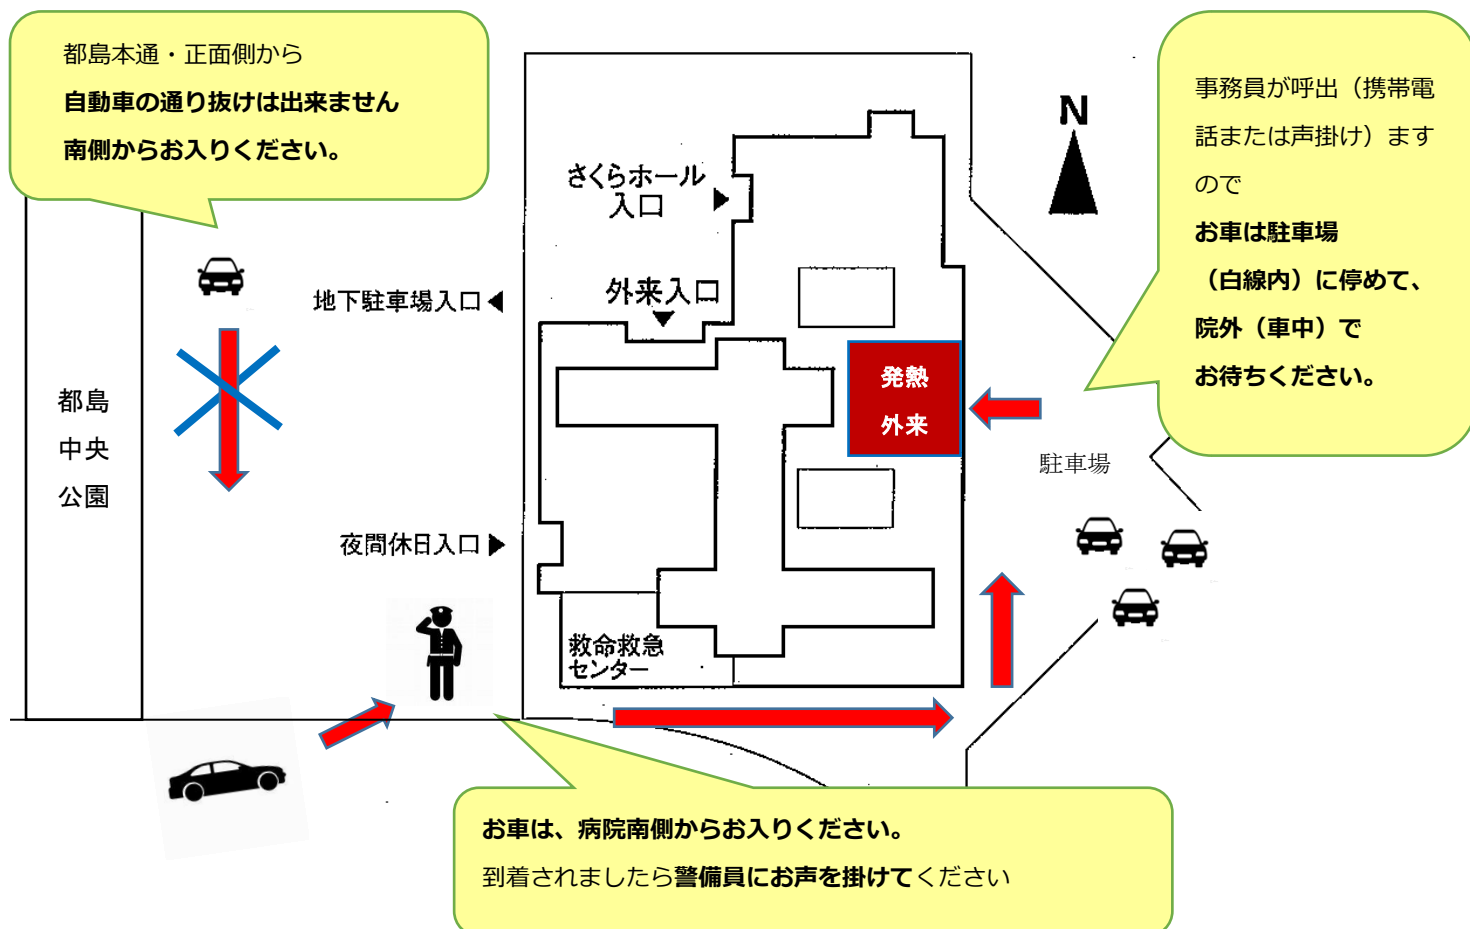 都島本通・正面側から
自動車の通り抜けは出来ません
南側からお入りください。
事務員が呼出（携帯電
話または声掛け）ます
ので
お車は駐車場
（白線内）に停めて、
院外（車中）で
お待ちください。
N
さくらホール
入口
外来入口
地下駐車場入口
発熱
外来
都島
中央
公園
駐車場
夜間休日入口
救命救急
センター
お車は、病院南側からお入りください。
到着されましたら警備員にお声を掛けてください